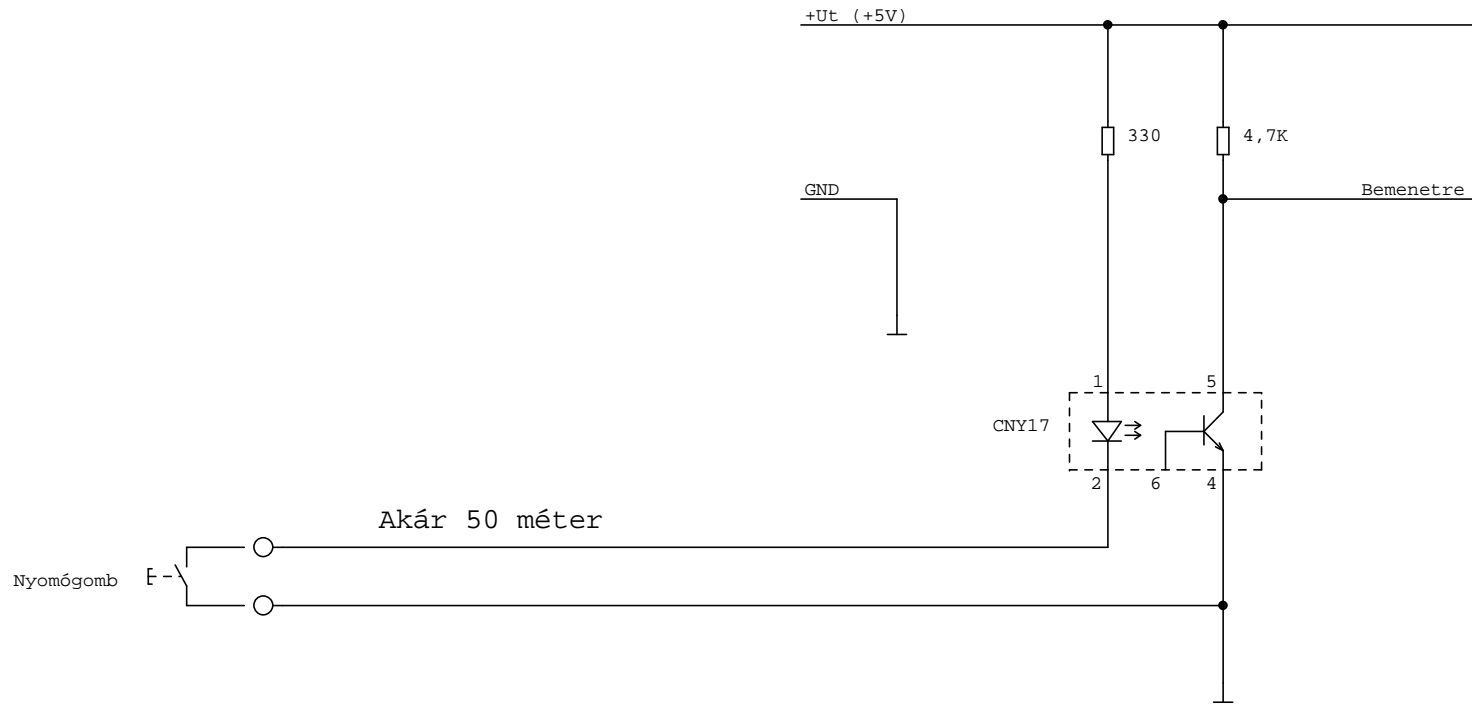 +Ut (+5V)
330
4,7K
GND
Bemenetre
1
5
CNY17
2
6
4
Akár 50 méter
Nyomógomb